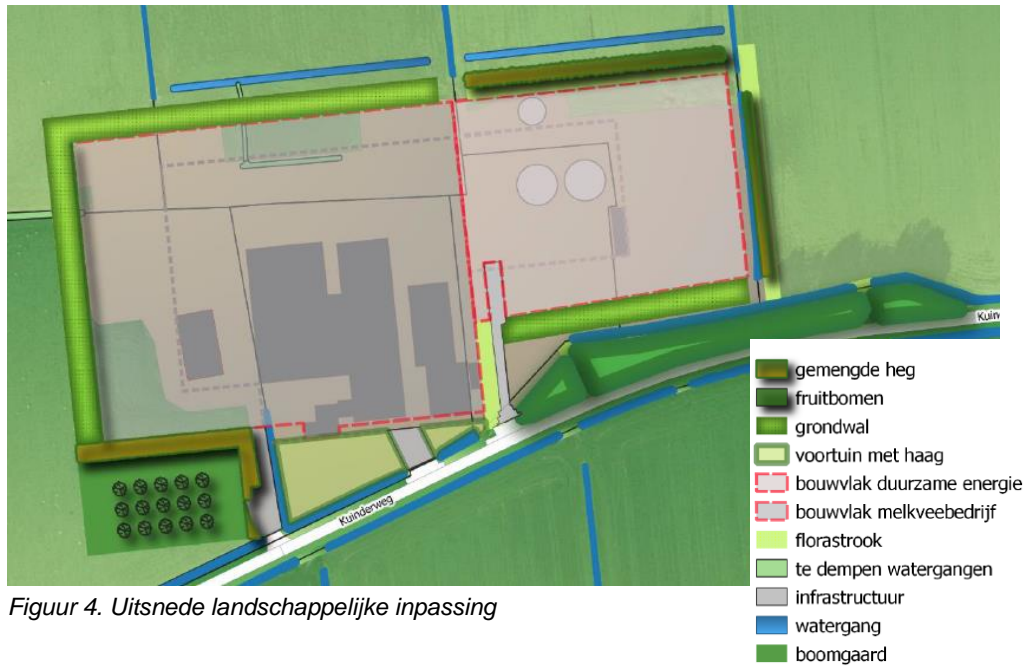 Kuinderweg
Kuin
gemengde heg
fruitbomen
grondwal
voortuin met haag
bouwvlak duurzame energie
bouwvlak melkveebedrijf
florastrook
te dempen watergangen
infrastructuur
watergang
boomgaard
Figuur 4. Uitsnede landschappelijke inpassing